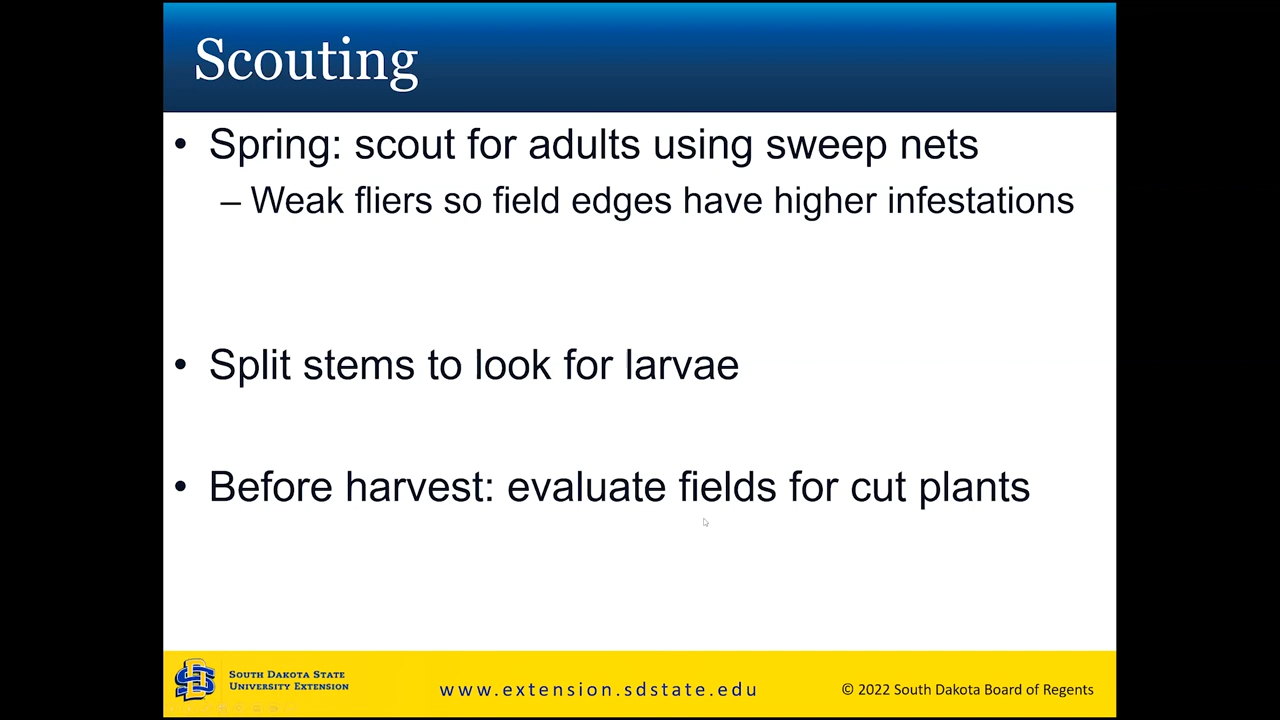 Scouting
• Spring: scout for adults using sweep nets
– Weak fliers so field edges have higher infestations
• Split stems to look for larvae
• Before harvest: evaluate fields for cut plants
SOUTH DAKOTA STATE
UNIVERSITY EXTENSION
www.extension.sdstate.edu
© 2022 South Dakota Board of Regents